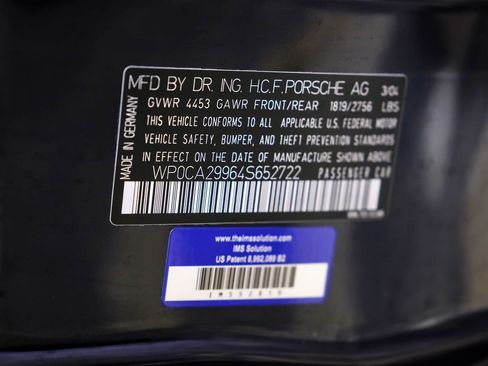 MFD BY DR. ING. H.C.F. PORSCHE AG 3/04
GVWR 4453 GAWR FRONT/REAR 1819/2756 LBS
THIS VEHICLE CONFORMS TO ALL APPLICABLE U.S. FEDERAL MOTOR
VEHICLE SAFETY, BUMPER, AND THEFT PREVENTION STANDARDS
IN EFFECT ON THE DATE OF MANUFACTURE SHOWN ABOVE.
WP0CA29964S652722 PASSENGER CAR
MADE IN GERMANY
www.theimssolution.com
IMS Solution
US Patent 8,992,089 B2